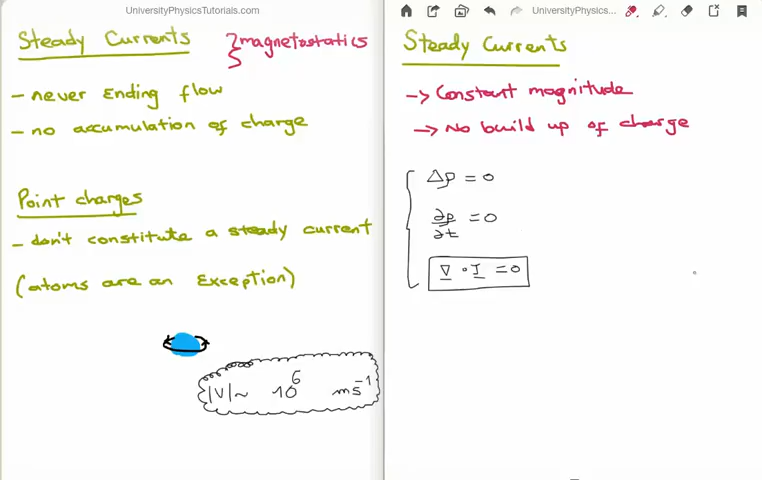 UniversityPhysicsTutorials.com
Steady Currents } magnetostatics
- never Ending flow
- no accumulation of charge
Point charges
- don't constitute a steady current
(atoms are an Exception)
|V| ~ 10⁶ ms⁻¹
UniversityPhysics...
Steady Currents
-> Constant magnitude
-> No build up of charge
Δρ = 0
∂ρ/∂t = 0
∇ · J = 0